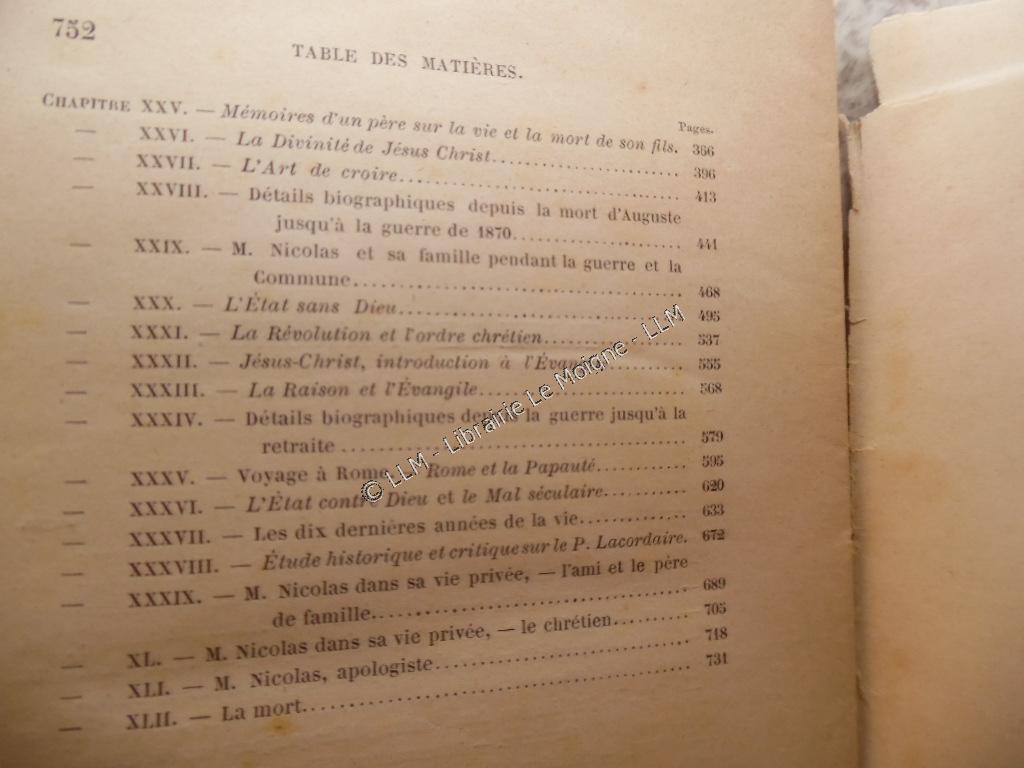 752
TABLE DES MATIÈRES.
Pages.
CHAPITRE XXV. — Mémoires d'un père sur la vie et la mort de son fils. 366
— XXVI. — La Divinité de Jésus Christ........ 396
— XXVII. — L'Art de croire........ 413
— XXVIII. — Détails biographiques depuis la mort d'Auguste
jusqu'à la guerre de 1870........ 441
— XXIX. — M. Nicolas et sa famille pendant la guerre et la
Commune........ 468
— XXX. — L'État sans Dieu........ 495
— XXXI. — La Révolution et l'ordre chrétien........ 537
— XXXII. — Jésus-Christ, introduction à l'Évangile........ 555
— XXXIII. — La Raison et l'Évangile........ 568
— XXXIV. — Détails biographiques depuis la guerre jusqu'à la
retraite........ 579
— XXXV. — Voyage à Rome. — Rome et la Papauté........ 595
— XXXVI. — L'État contre Dieu et le Mal séculaire........ 620
— XXXVII. — Les dix dernières années de la vie........ 633
— XXXVIII. — Étude historique et critique sur le P. Lacordaire. 672
— XXXIX. — M. Nicolas dans sa vie privée, — l'ami et le père
de famille........ 689
— XL. — M. Nicolas dans sa vie privée, — le chrétien........ 705
— XLI. — M. Nicolas, apologiste........ 718
— XLII. — La mort........ 731
© LLM - Librairie Le Moigne - LLM